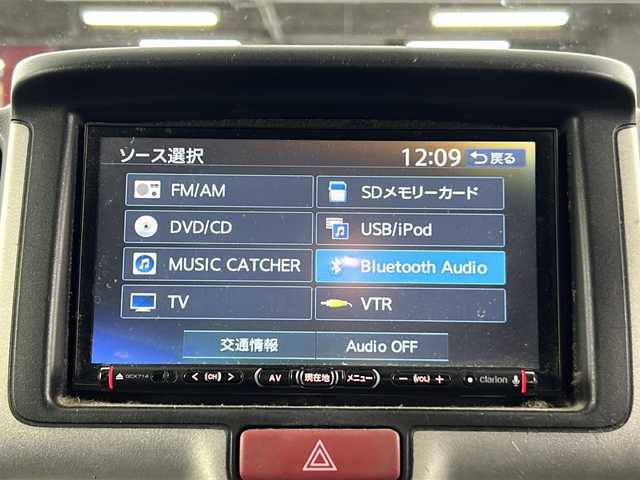 ソース選択 12:09 戻る
FM/AM SDメモリーカード
DVD/CD USB/iPod
MUSIC CATCHER Bluetooth Audio
TV VTR
交通情報 Audio OFF
GCX714 < (CH) > AV 現在地 メニュー − (VOL) + clarion